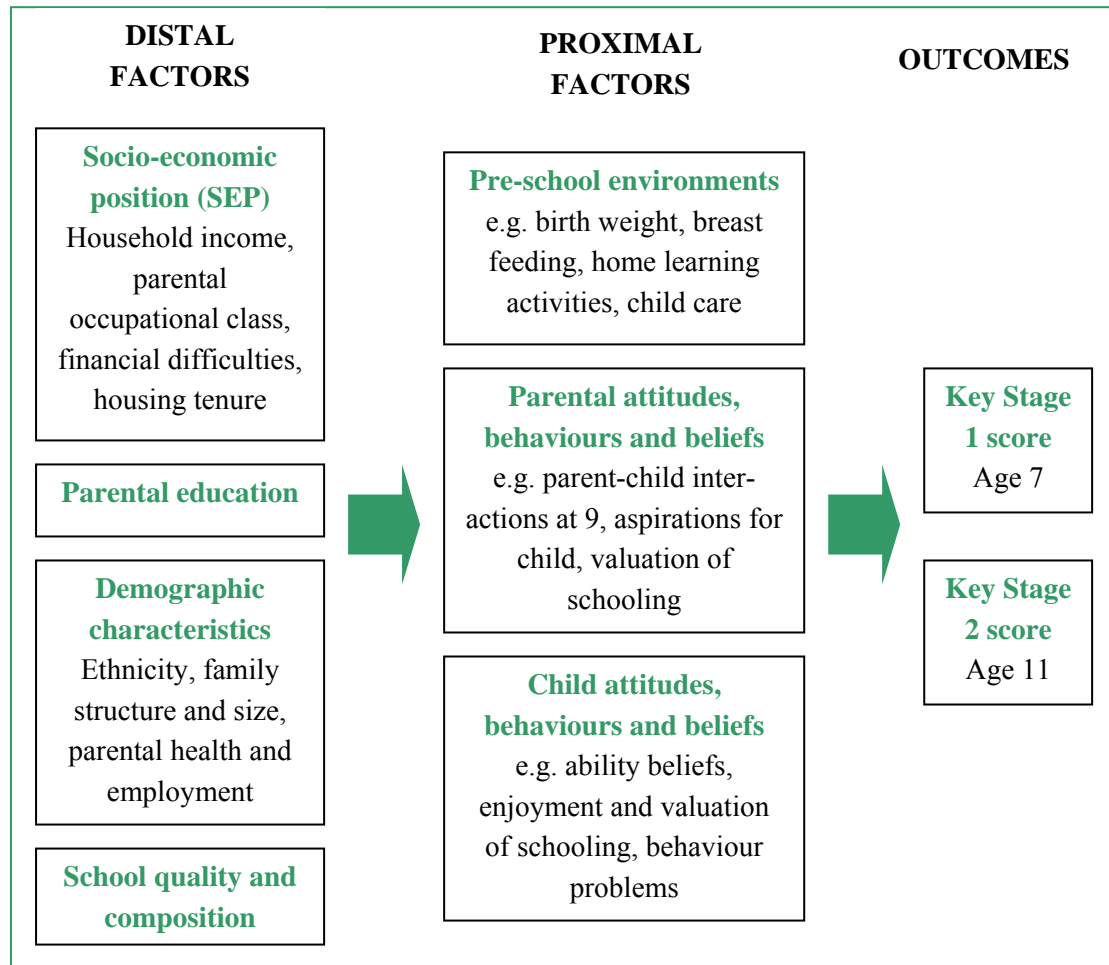 DISTAL
FACTORS
Socio-economic
position (SEP)
Household income,
parental
occupational class,
financial difficulties,
housing tenure
Parental education
Demographic
characteristics
Ethnicity, family
structure and size,
parental health and
employment
School quality and
composition
PROXIMAL
FACTORS
Pre-school environments
e.g. birth weight, breast
feeding, home learning
activities, child care
Parental attitudes,
behaviours and beliefs
e.g. parent-child inter-
actions at 9, aspirations for
child, valuation of
schooling
Child attitudes,
behaviours and beliefs
e.g. ability beliefs,
enjoyment and valuation
of schooling, behaviour
problems
OUTCOMES
Key Stage
1 score
Age 7
Key Stage
2 score
Age 11